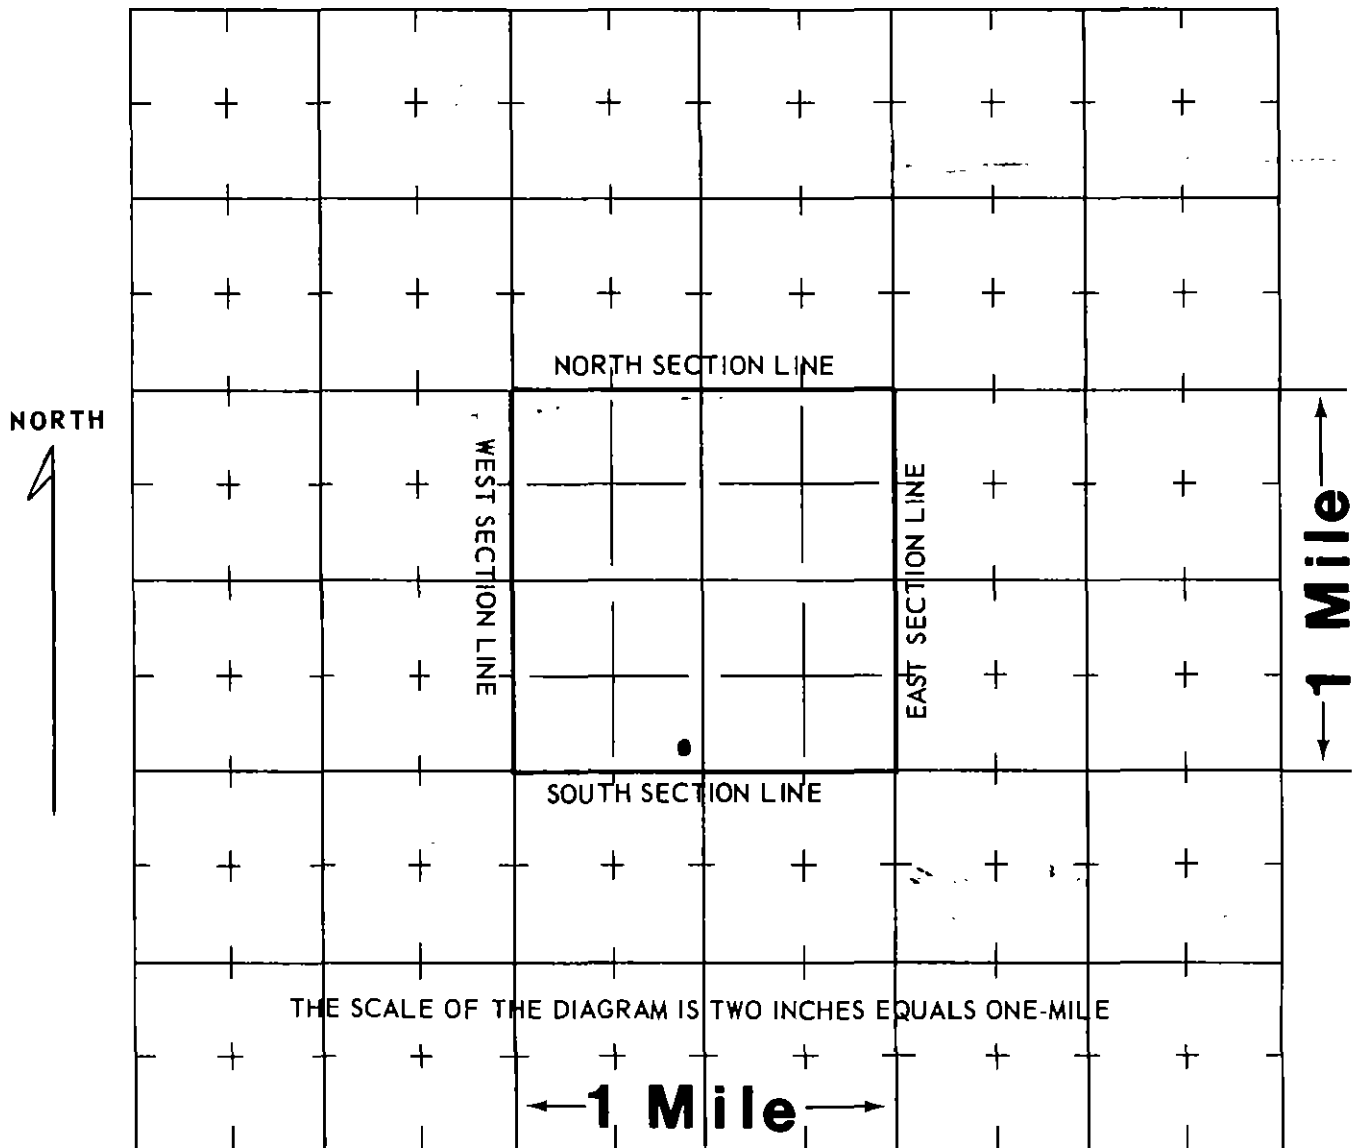 NORTH SECTION LINE
NORTH
WEST SECTION LINE
EAST SECTION LINE
1 Mile
SOUTH SECTION LINE
THE SCALE OF THE DIAGRAM IS TWO INCHES EQUALS ONE-MILE
1 Mile